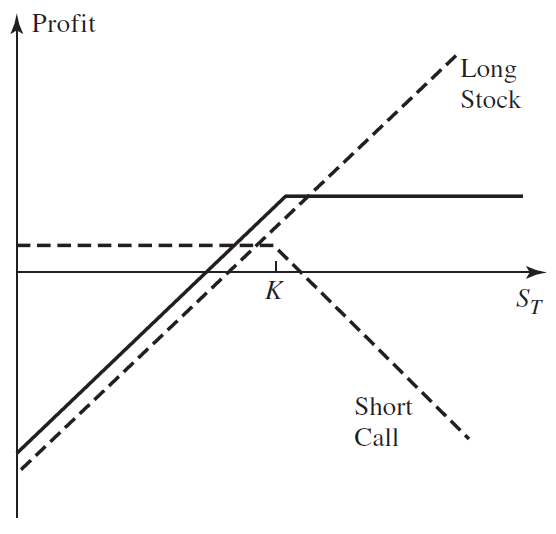 Profit
Long
Stock
K
S_T
Short
Call